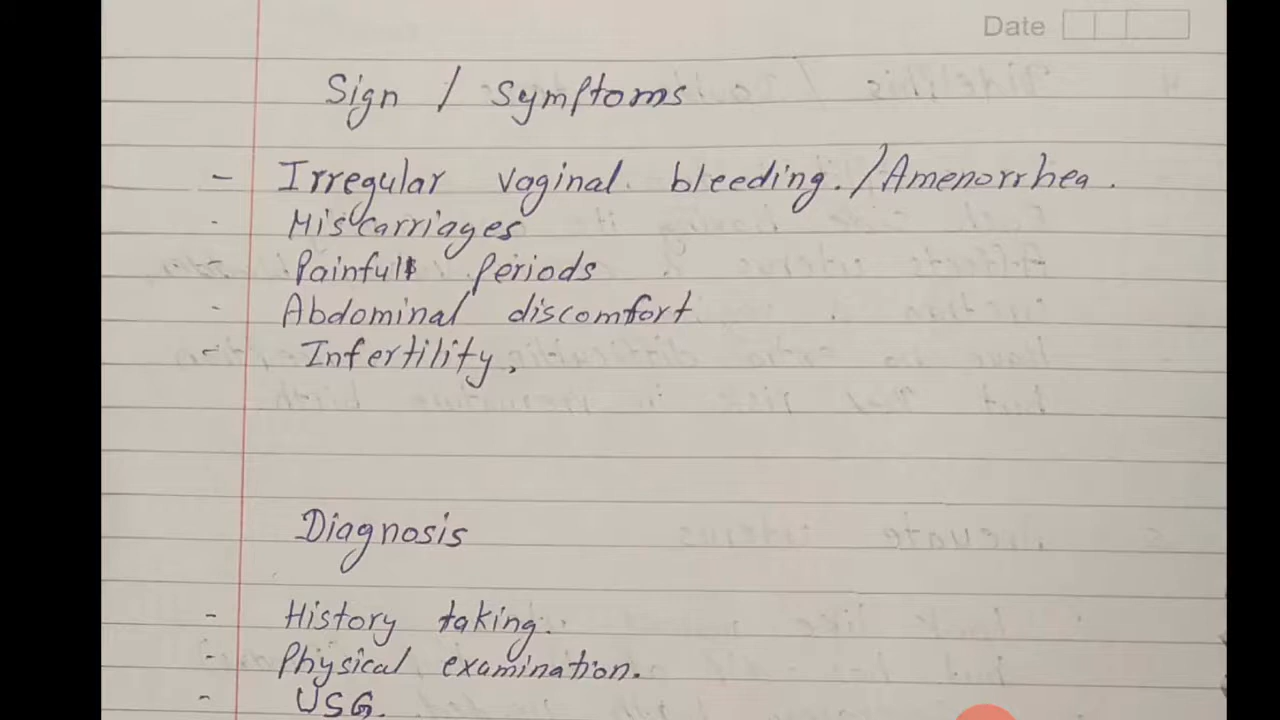 Date
Sign / Symptoms
- Irregular vaginal bleeding. / Amenorrhea.
- Miscarriages
- Painful periods
- Abdominal discomfort
- Infertility.
Diagnosis
- History taking.
- Physical examination.
- USG.